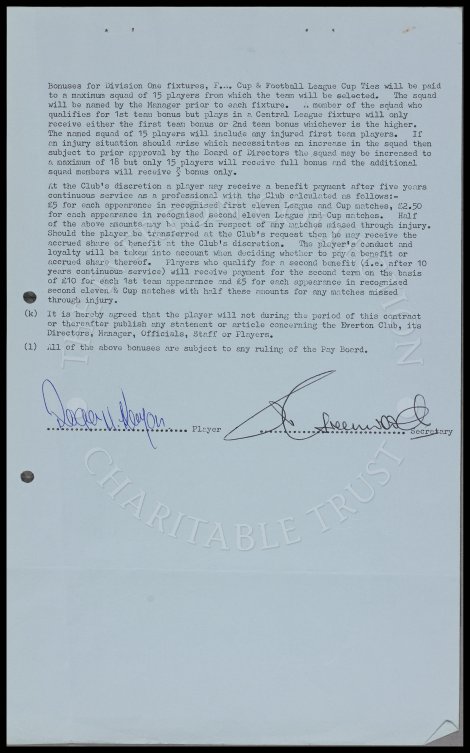 Bonuses for Division One fixtures, F... Cup & Football League Cup Ties will be paid
to a maximum squad of 15 players from which the team will be selected. The squad
will be named by the Manager prior to each fixture. A member of the squad who
qualifies for 1st team bonus but plays in a Central League fixture will only
receive either the first team bonus or 2nd team bonus whichever is the higher.
The named squad of 15 players will include any injured first team players. If
an injury situation should arise which necessitates an increase in the squad then
subject to prior approval by the Board of Directors the squad may be increased to
a maximum of 18 but only 15 players will receive full bonus and the additional
squad members will receive bonus only.
At the Club's discretion a player may receive a benefit payment after five years
continuous service as a professional with the Club calculated as follows:-
£5 for each appearance in recognised first eleven League and Cup matches, £2.50
for each appearance in recognised second eleven League and Cup matches. Half
of the above amounts may be paid in respect of any matches missed through injury.
Should the player be transferred at the Club's request then he may receive the
accrued share of benefit at the Club's discretion. The player's conduct and
loyalty will be taken into account when deciding whether to pay a benefit or
accrued share thereof. Players who qualify for a second benefit (i.e. after 10
years continuous service) will receive payment for the second term on the basis
of £10 for each 1st team appearance and £5 for each appearance in recognised
second eleven & Cup matches with half these amounts for any matches missed
through injury.
(k) It is hereby agreed that the player will not during the period of this contract
or thereafter publish any statement or article concerning the Everton Club, its
Directors, Manager, Officials, Staff or Players.
(l) All of the above bonuses are subject to any ruling of the Pay Board.
Roger Kenyon Player Greenwood Secretary
CHARITABLE TRUST